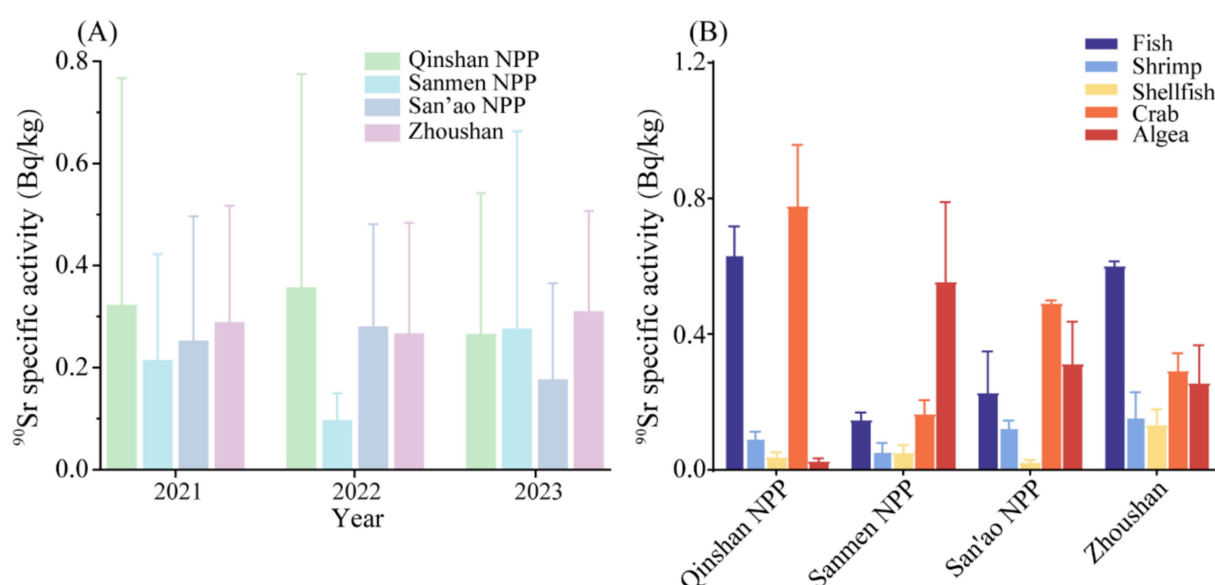 (A)
⁹⁰Sr specific activity (Bq/kg)
0.8
0.6
0.4
0.2
0.0
Qinshan NPP
Sanmen NPP
San'ao NPP
Zhoushan
2021 2022 2023
Year
(B)
⁹⁰Sr specific activity (Bq/kg)
1.2
0.8
0.4
0.0
Fish
Shrimp
Shellfish
Crab
Algea
Qinshan NPP
Sanmen NPP
San'ao NPP
Zhoushan